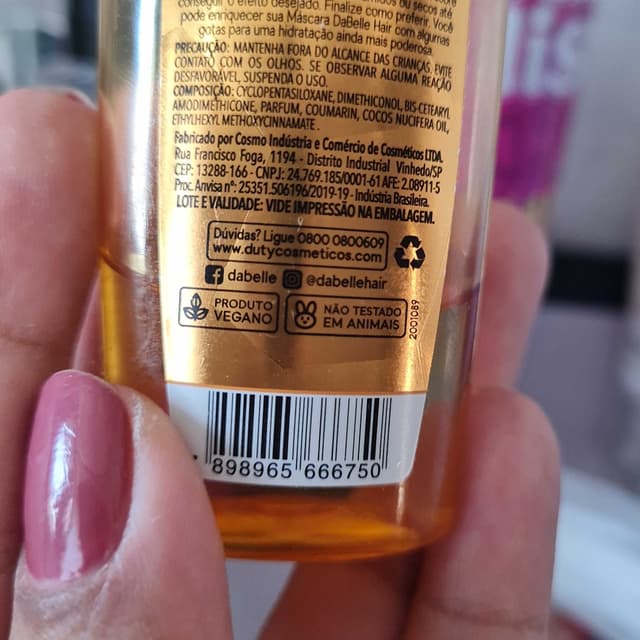 conseguir o efeito desejado. Finalize como preferir. Você
pode enriquecer sua Máscara DaBelle Hair com algumas
gotas para uma hidratação ainda mais poderosa.
PRECAUÇÃO: MANTENHA FORA DO ALCANCE DAS CRIANÇAS. EVITE
CONTATO COM OS OLHOS. SE OBSERVAR ALGUMA REAÇÃO
DESFAVORÁVEL, SUSPENDA O USO.
COMPOSIÇÃO: CYCLOPENTASILOXANE, DIMETHICONOL, BIS-CETEARYL
AMODIMETHICONE, PARFUM, COUMARIN, COCOS NUCIFERA OIL,
ETHYLHEXYL METHOXYCINNAMATE.
Fabricado por Cosmo Indústria e Comércio de Cosméticos LTDA.
Rua Francisco Foga, 1194 - Distrito Industrial Vinhedo/SP
CEP: 13288-166 - CNPJ: 24.769.185/0001-61 AFE: 2.08911-5
Proc. Anvisa nº: 25351.506196/2019-19 - Indústria Brasileira.
LOTE E VALIDADE: VIDE IMPRESSÃO NA EMBALAGEM.
Dúvidas? Ligue 0800 0800609
www.dutycosmeticos.com
dabelle @dabellehair
PRODUTO
VEGANO
NÃO TESTADO
EM ANIMAIS
2001089
898965 666750